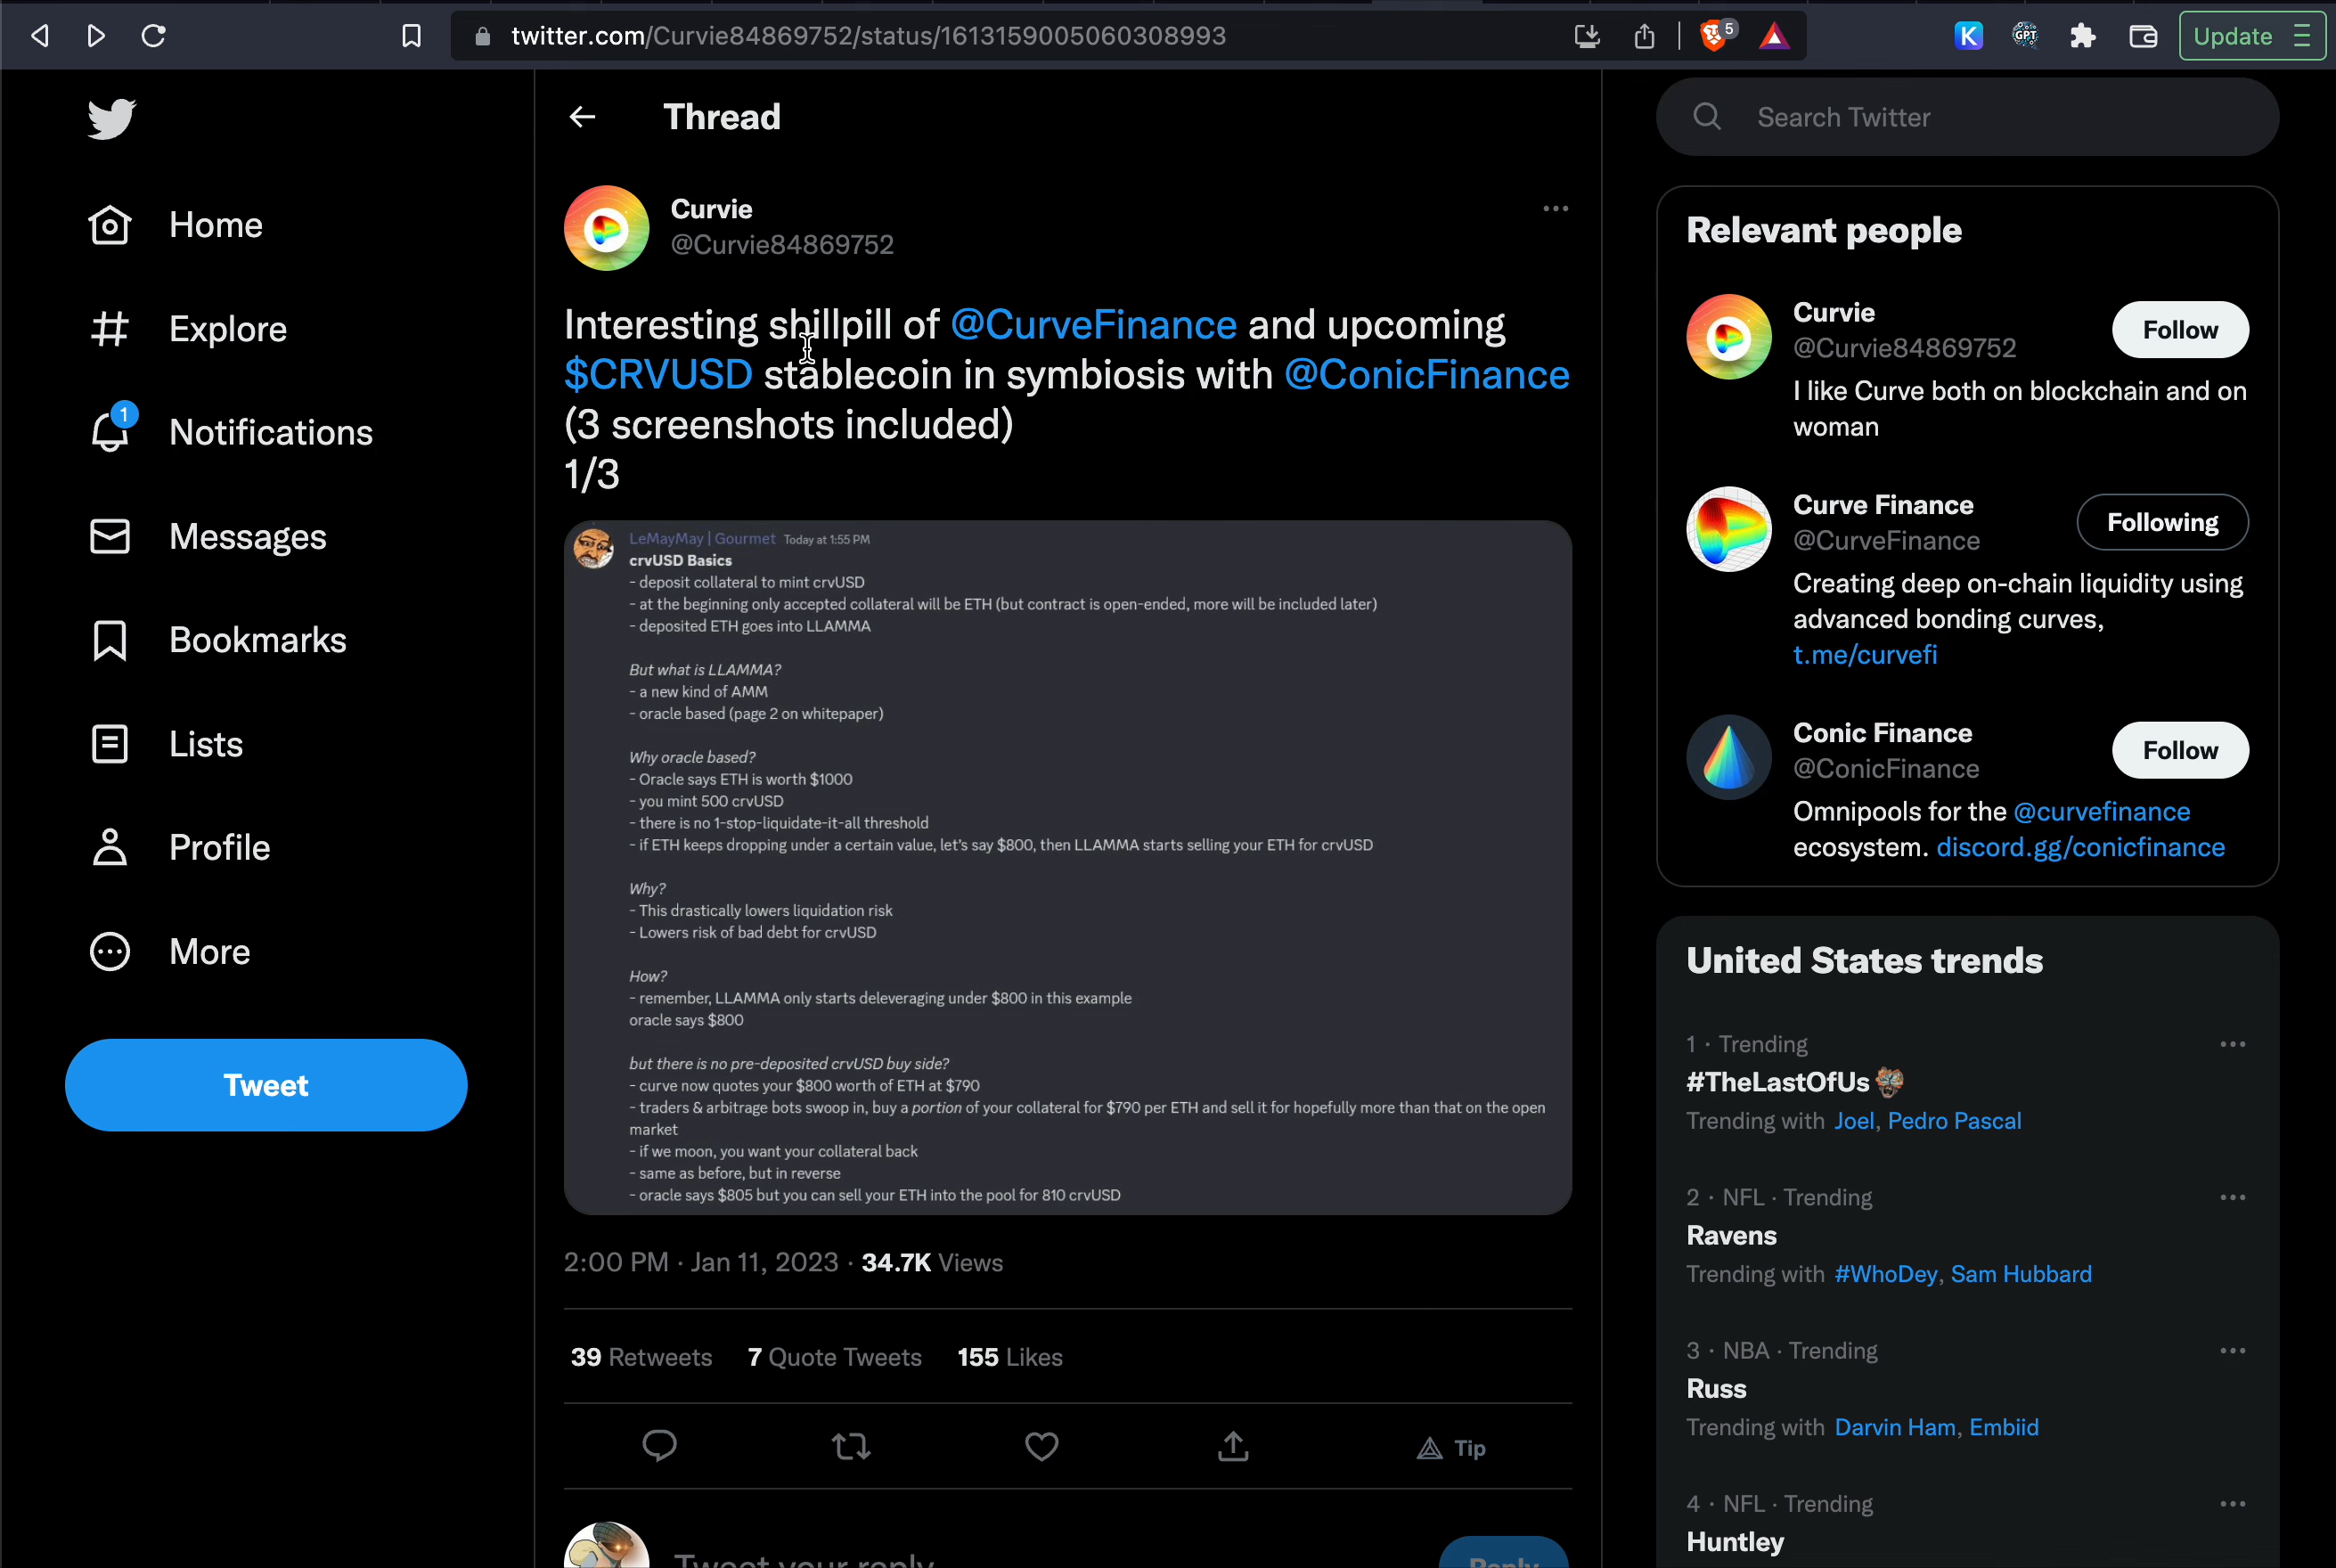 twitter.com/Curvie84869752/status/1613159005060308993
5
K
GPT
Update
Home
Explore
1
Notifications
Messages
Bookmarks
Lists
Profile
More
Tweet
Thread
Curvie
@Curvie84869752
Interesting shillpill of @CurveFinance and upcoming
$CRVUSD stablecoin in symbiosis with @ConicFinance
(3 screenshots included)
1/3
LeMayMay | Gourmet Today at 1:55 PM
crvUSD Basics
- deposit collateral to mint crvUSD
- at the beginning only accepted collateral will be ETH (but contract is open-ended, more will be included later)
- deposited ETH goes into LLAMMA
But what is LLAMMA?
- a new kind of AMM
- oracle based (page 2 on whitepaper)
Why oracle based?
- Oracle says ETH is worth $1000
- you mint 500 crvUSD
- there is no 1-stop-liquidate-it-all threshold
- if ETH keeps dropping under a certain value, let's say $800, then LLAMMA starts selling your ETH for crvUSD
Why?
- This drastically lowers liquidation risk
- Lowers risk of bad debt for crvUSD
How?
- remember, LLAMMA only starts deleveraging under $800 in this example
oracle says $800
but there is no pre-deposited crvUSD buy side?
- curve now quotes your $800 worth of ETH at $790
- traders & arbitrage bots swoop in, buy a portion of your collateral for $790 per ETH and sell it for hopefully more than that on the open
market
- if we moon, you want your collateral back
- same as before, but in reverse
- oracle says $805 but you can sell your ETH into the pool for 810 crvUSD
2:00 PM · Jan 11, 2023 · 34.7K Views
39 Retweets 7 Quote Tweets 155 Likes
Tip
Tweet your reply
Reply
Search Twitter
Relevant people
Curvie
@Curvie84869752
Follow
I like Curve both on blockchain and on
woman
Curve Finance
@CurveFinance
Following
Creating deep on-chain liquidity using
advanced bonding curves,
t.me/curvefi
Conic Finance
@ConicFinance
Follow
Omnipools for the @curvefinance
ecosystem. discord.gg/conicfinance
United States trends
1 · Trending
#TheLastOfUs
Trending with Joel, Pedro Pascal
2 · NFL · Trending
Ravens
Trending with #WhoDey, Sam Hubbard
3 · NBA · Trending
Russ
Trending with Darvin Ham, Embiid
4 · NFL · Trending
Huntley